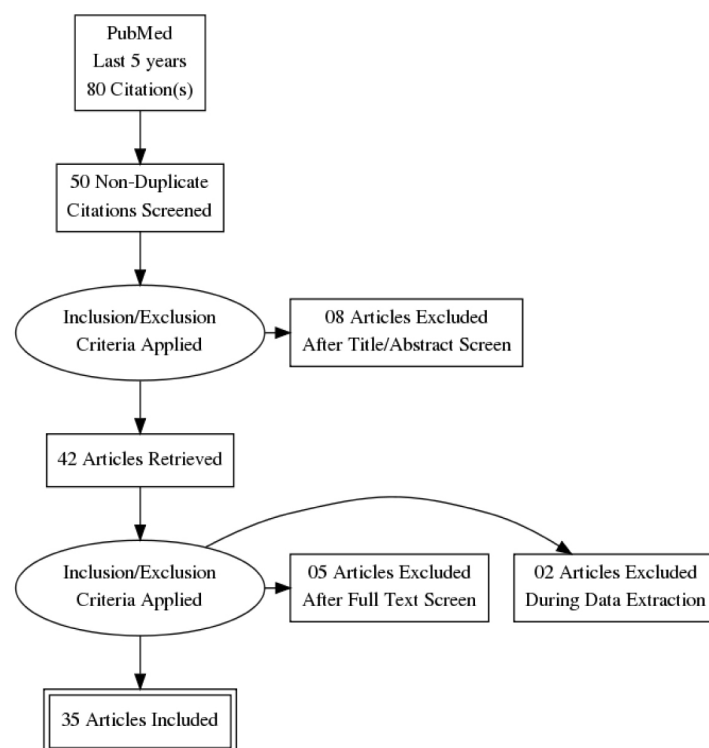 PubMed
Last 5 years
80 Citation(s)
50 Non-Duplicate
Citations Screened
Inclusion/Exclusion
Criteria Applied
08 Articles Excluded
After Title/Abstract Screen
42 Articles Retrieved
Inclusion/Exclusion
Criteria Applied
05 Articles Excluded
After Full Text Screen
02 Articles Excluded
During Data Extraction
35 Articles Included